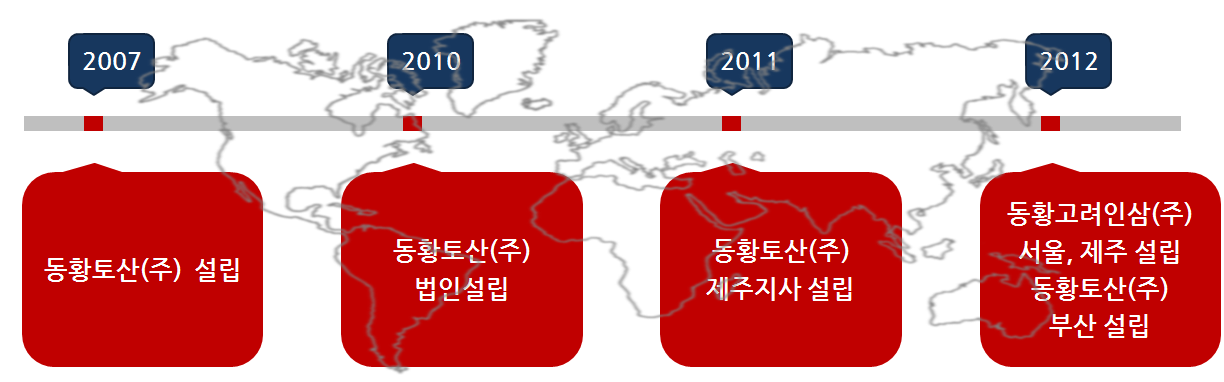 2007
2010
2011
2012
동황토산(주) 설립
동황토산(주)
법인설립
동황토산(주)
제주지사 설립
동황고려인삼(주)
서울, 제주 설립
동황토산(주)
부산 설립